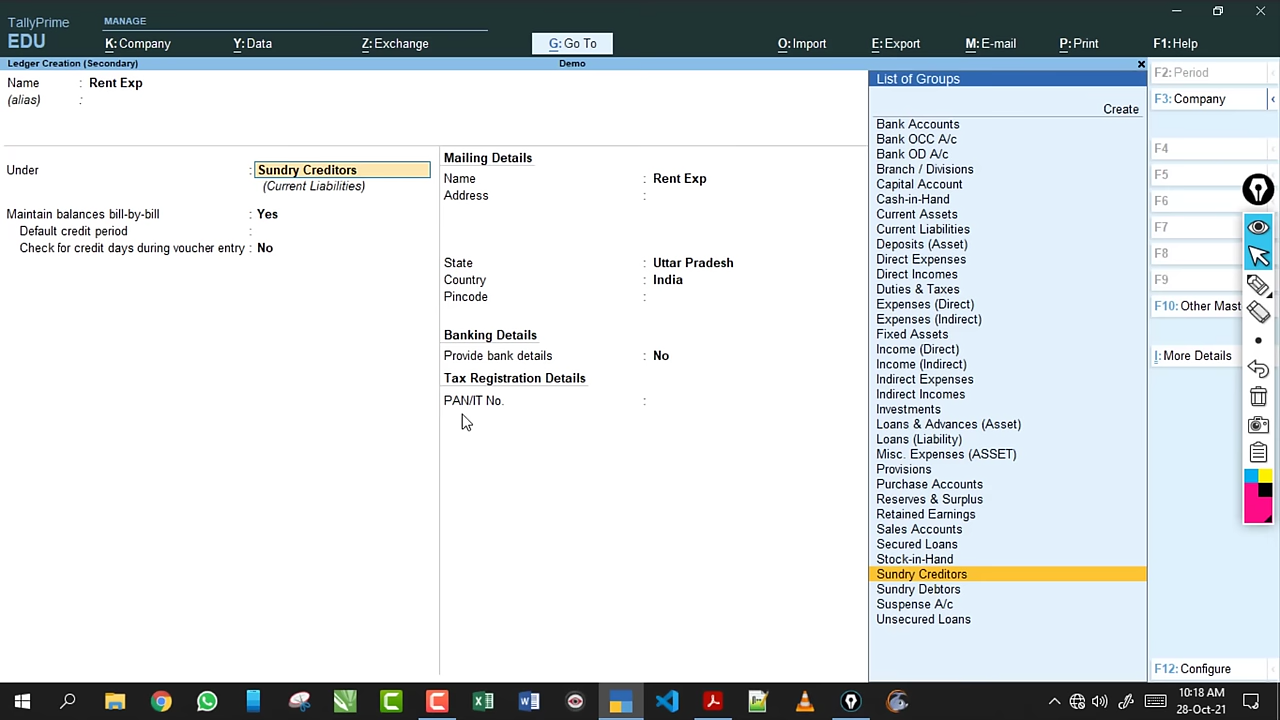 TallyPrime
EDU
MANAGE
K: Company
Y: Data
Z: Exchange
G: Go To
O: Import
E: Export
M: E-mail
P: Print
F1: Help
Ledger Creation (Secondary)
Demo
Name : Rent Exp
(alias) :
Under : Sundry Creditors
(Current Liabilities)
Maintain balances bill-by-bill : Yes
Default credit period :
Check for credit days during voucher entry : No
Mailing Details
Name : Rent Exp
Address :
State : Uttar Pradesh
Country : India
Pincode :
Banking Details
Provide bank details : No
Tax Registration Details
PAN/IT No. :
List of Groups
Create
Bank Accounts
Bank OCC A/c
Bank OD A/c
Branch / Divisions
Capital Account
Cash-in-Hand
Current Assets
Current Liabilities
Deposits (Asset)
Direct Expenses
Direct Incomes
Duties & Taxes
Expenses (Direct)
Expenses (Indirect)
Fixed Assets
Income (Direct)
Income (Indirect)
Indirect Expenses
Indirect Incomes
Investments
Loans & Advances (Asset)
Loans (Liability)
Misc. Expenses (ASSET)
Provisions
Purchase Accounts
Reserves & Surplus
Retained Earnings
Sales Accounts
Secured Loans
Stock-in-Hand
Sundry Creditors
Sundry Debtors
Suspense A/c
Unsecured Loans
F2: Period
F3: Company
F4
F5
F6
F7
F8
F9
F10: Other Mast
I: More Details
F12: Configure
10:18 AM
28-Oct-21